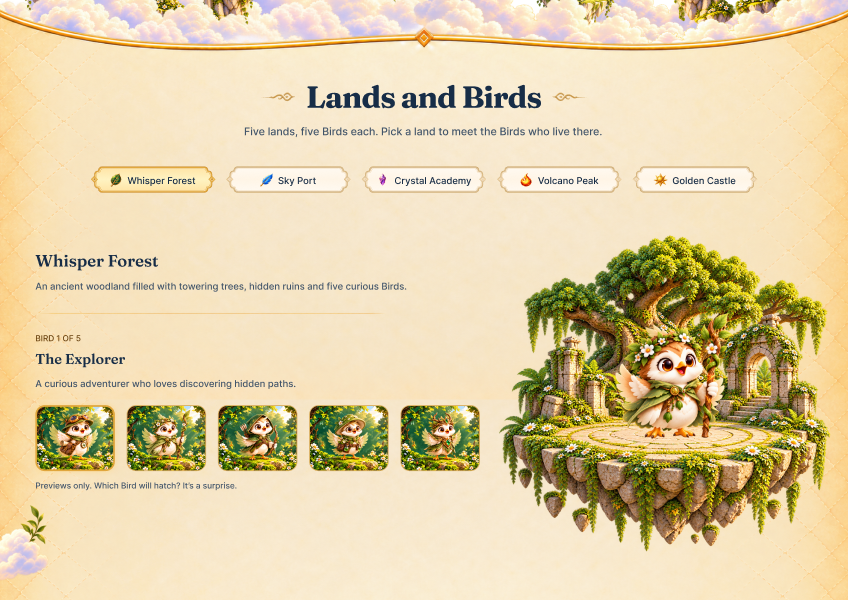 Lands and Birds
Five lands, five Birds each. Pick a land to meet the Birds who live there.
Whisper Forest
Sky Port
Crystal Academy
Volcano Peak
Golden Castle
Whisper Forest
An ancient woodland filled with towering trees, hidden ruins and five curious Birds.
BIRD 1 OF 5
The Explorer
A curious adventurer who loves discovering hidden paths.
Previews only. Which Bird will hatch? It's a surprise.